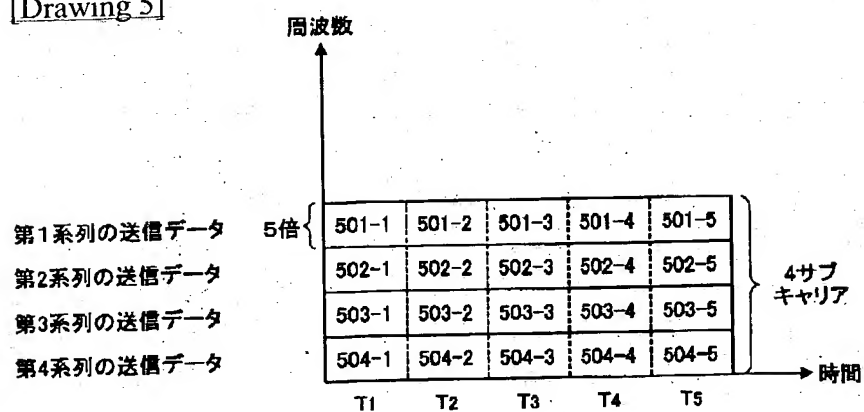 [Drawing 5]
周波数
第1系列の送信データ 5倍 501-1 501-2 501-3 501-4 501-5
第2系列の送信データ 502-1 502-2 502-3 502-4 502-5
4サブ
キャリア
第3系列の送信データ 503-1 503-2 503-3 503-4 503-5
第4系列の送信データ 504-1 504-2 504-3 504-4 504-5
時間
T1 T2 T3 T4 T5